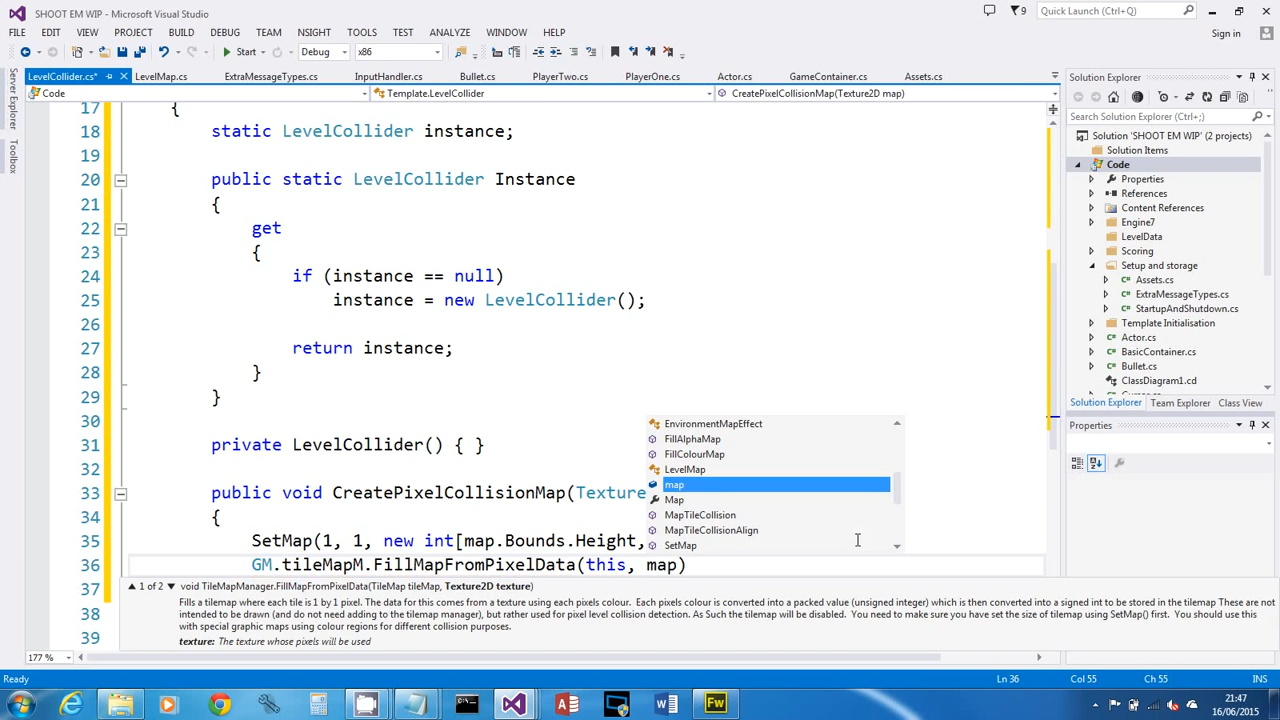 SHOOT EM WIP - Microsoft Visual Studio
9
Quick Launch (Ctrl+Q)
FILE EDIT VIEW PROJECT BUILD DEBUG TEAM NSIGHT TOOLS TEST ANALYZE WINDOW HELP
Sign in
Start
Debug
x86
LevelCollider.cs*
LevelMap.cs
ExtraMessageTypes.cs
InputHandler.cs
Bullet.cs
PlayerTwo.cs
PlayerOne.cs
Actor.cs
GameContainer.cs
Assets.cs
Code
Template.LevelCollider
CreatePixelCollisionMap(Texture2D map)
Server Explorer
Toolbox
17 {
18 static LevelCollider instance;
19
20 public static LevelCollider Instance
21 {
22 get
23 {
24 if (instance == null)
25 instance = new LevelCollider();
26
27 return instance;
28 }
29 }
30
31 private LevelCollider() { }
32
33 public void CreatePixelCollisionMap(Texture
34 {
35 SetMap(1, 1, new int[map.Bounds.Height,
36 GM.tileMapM.FillMapFromPixelData(this, map)
37
38
39
EnvironmentMapEffect
FillAlphaMap
FillColourMap
LevelMap
map
Map
MapTileCollision
MapTileCollisionAlign
SetMap
1 of 2 void TileMapManager.FillMapFromPixelData(TileMap tileMap, Texture2D texture)
Fills a tilemap where each tile is 1 by 1 pixel. The data for this comes from a texture using each pixels colour. Each pixels colour is converted into a packed value (unsigned integer) which is then converted into a signed int to be stored in the tilemap These are not
intended to be drawn (and do not need adding to the tilemap manager), but rather used for pixel level collision detection. As Such the tilemap will be disabled. You need to make sure you have set the size of tilemap using SetMap() first. You should use this
with special graphic maps using colour regions for different collision purposes.
texture: The texture whose pixels will be used
177 %
Solution Explorer
Search Solution Explorer (Ctrl+;)
Solution 'SHOOT EM WIP' (2 projects)
Solution Items
Code
Properties
References
Content References
Engine7
LevelData
Scoring
Setup and storage
Assets.cs
ExtraMessageTypes.cs
StartupAndShutdown.cs
Template Initialisation
Actor.cs
BasicContainer.cs
Bullet.cs
ClassDiagram1.cd
Solution Explorer Team Explorer Class View
Properties
Ready
Ln 36
Col 55
Ch 55
INS
Fw
21:47
16/06/2015